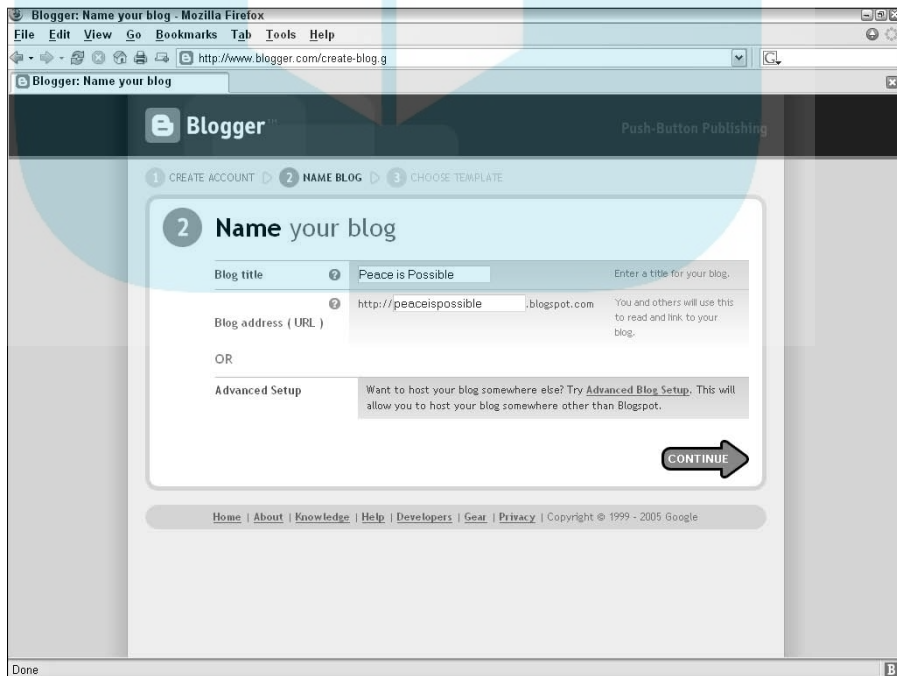 Blogger: Name your blog - Mozilla Firefox
File Edit View Go Bookmarks Tab Tools Help
http://www.blogger.com/create-blog.g
G
Blogger: Name your blog
Blogger™ Push-Button Publishing
1 CREATE ACCOUNT 2 NAME BLOG 3 CHOOSE TEMPLATE
2 Name your blog
Blog title ? Peace is Possible Enter a title for your blog.
Blog address ( URL ) ? http://peaceispossible.blogspot.com You and others will use this
to read and link to your
blog.
OR
Advanced Setup Want to host your blog somewhere else? Try Advanced Blog Setup. This will
allow you to host your blog somewhere other than Blogspot.
CONTINUE
Home | About | Knowledge | Help | Developers | Gear | Privacy | Copyright © 1999 - 2005 Google
Done